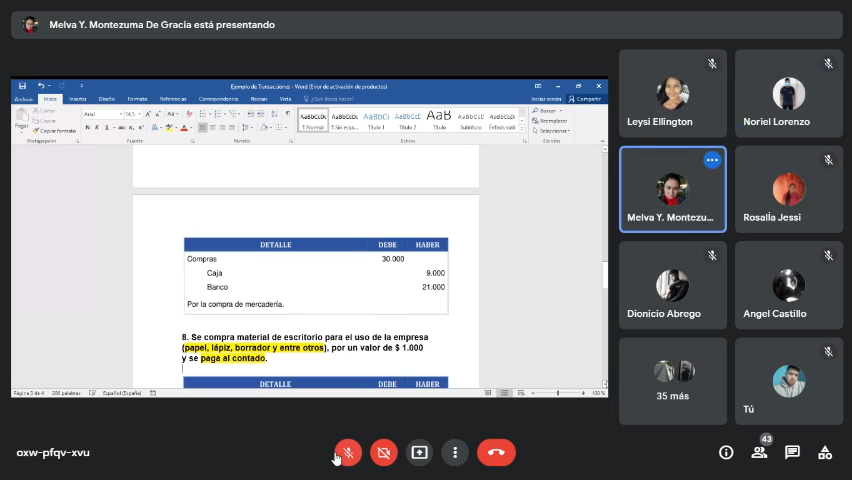 Melva Y. Montezuma De Gracia está presentando
Ejemplo de Transacciones - Word (Error de activación de productos)
Archivo Inicio Insertar Diseño Formato Referencias Correspondencia Revisar Vista ¿Qué desea hacer? Iniciar sesión Compartir
Cortar
Copiar
Copiar formato
Pegar
Portapapeles
Arial 14,5
N K S
Fuente
Párrafo
AaBbCcDc AaBbCcDc AaBbCc AaBbCcC AaB AaBbCcC AaBbCcDc
1 Normal 1 Sin espa... Título 1 Título 2 Título Subtítulo Énfasis sutil
Estilos
Buscar
Reemplazar
Seleccionar
Edición
DETALLE DEBE HABER
Compras 30.000
Caja 9.000
Banco 21.000
Por la compra de mercadería.
8. Se compra material de escritorio para el uso de la empresa
(papel, lápiz, borrador y entre otros), por un valor de $ 1.000
y se paga al contado.
DETALLE DEBE HABER
Página 3 de 4 206 palabras Español (España) 100 %
Leysi Ellington
Noriel Lorenzo
Melva Y. Montezu...
Rosalia Jessi
Dionicio Abrego
Angel Castillo
35 más
Tú
oxw-pfqv-xvu
43